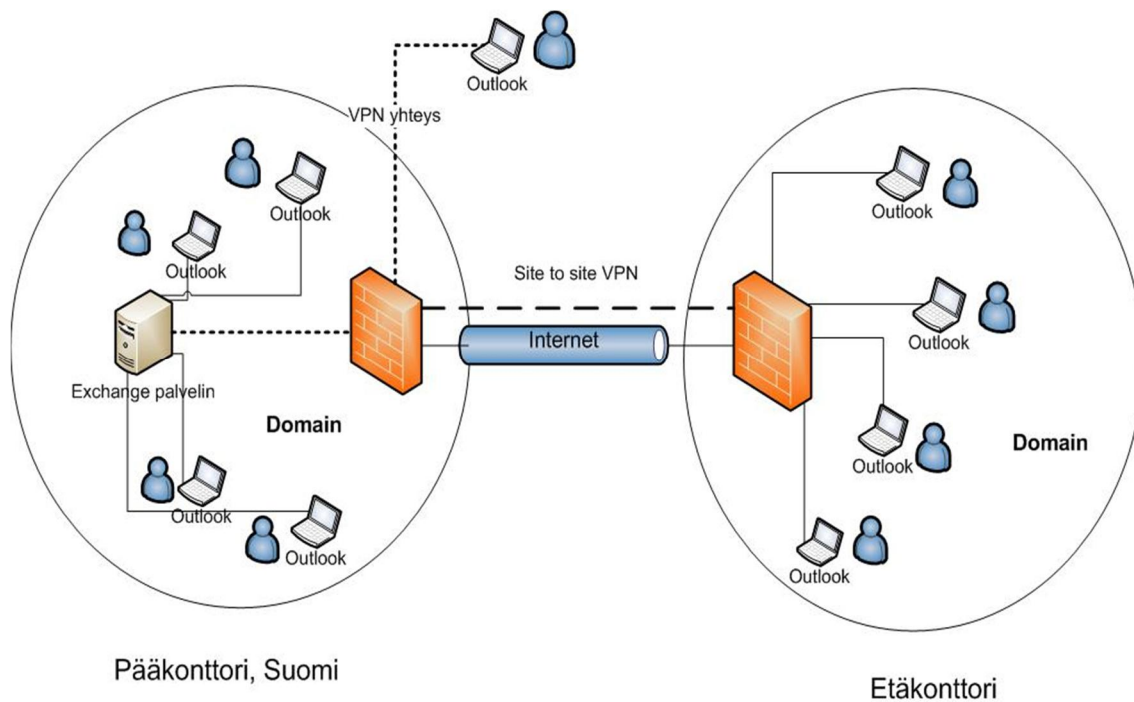 Outlook
VPN yhteys
Outlook
Outlook
Outlook
Site to site VPN
Internet
Outlook
Exchange palvelin
Domain
Domain
Outlook
Outlook
Outlook
Outlook
Pääkonttori, Suomi
Etäkonttori